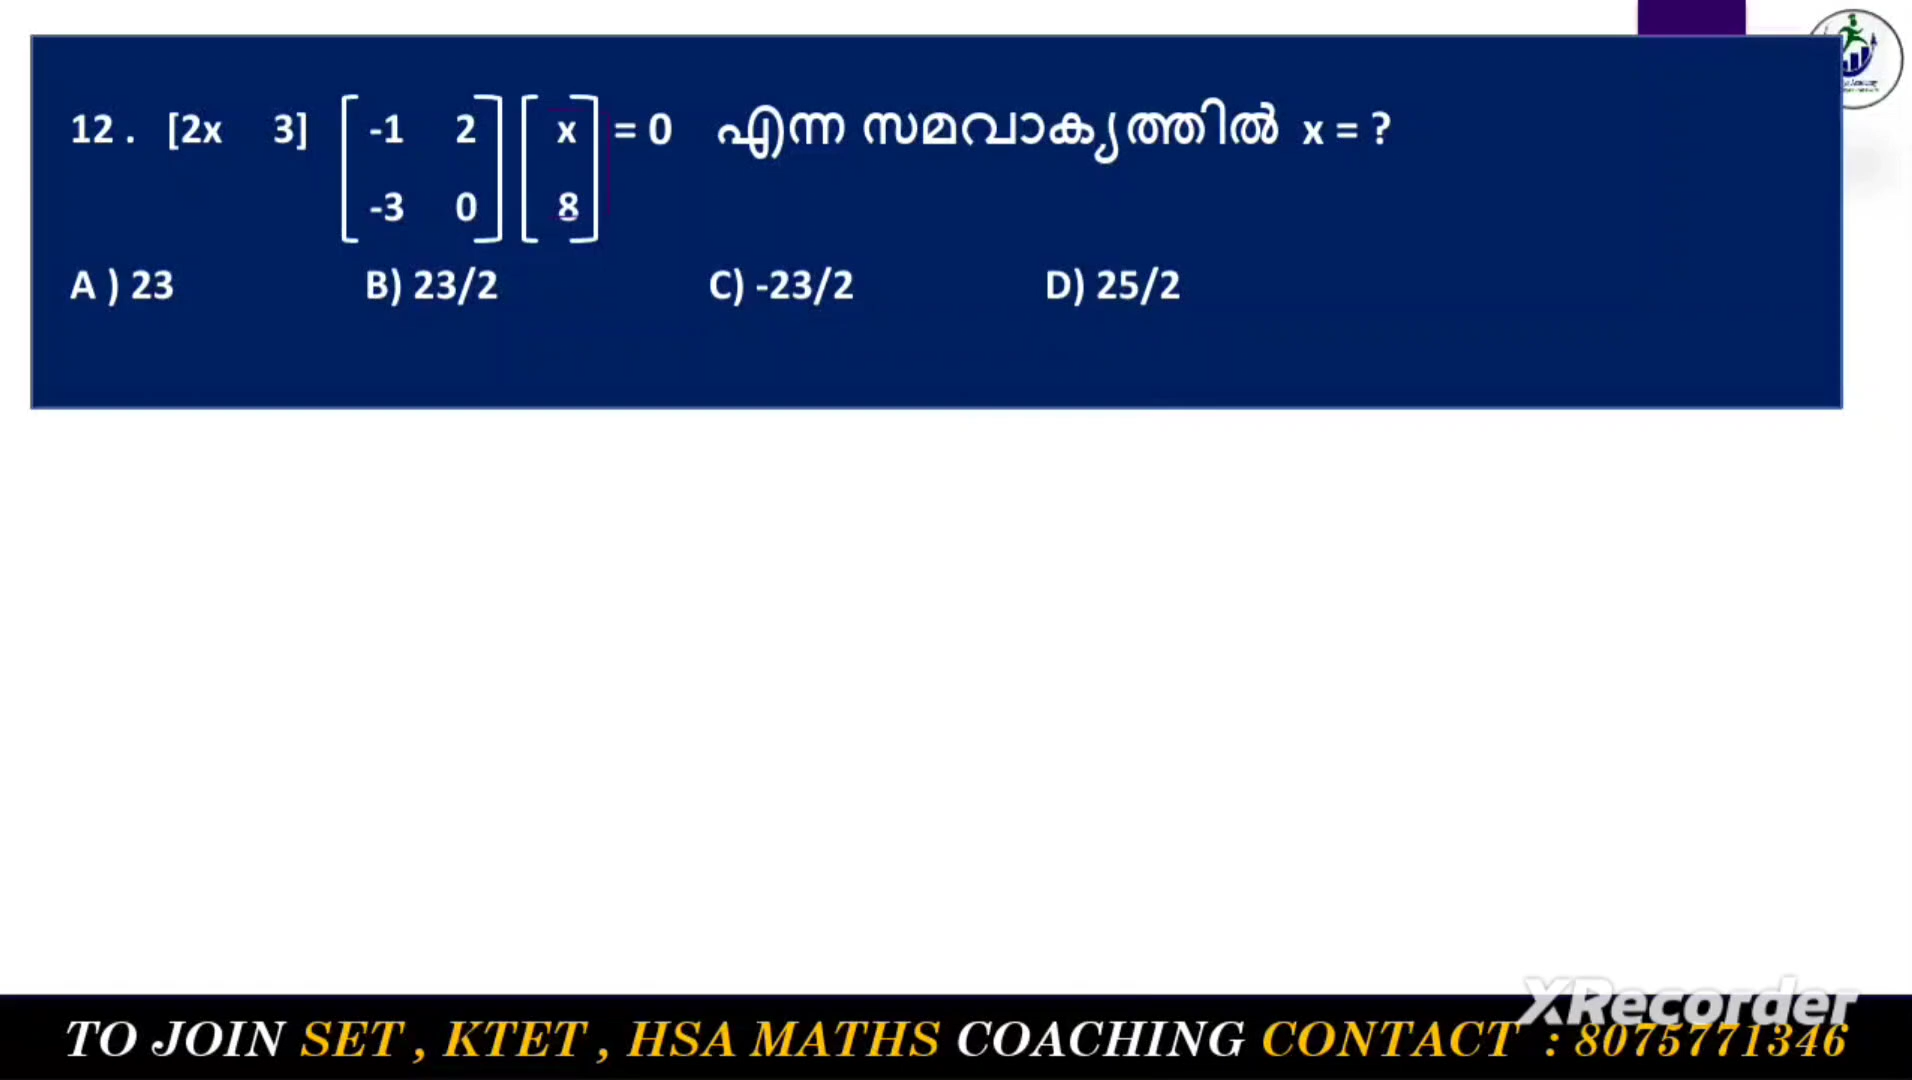 12 . [2x 3] [ -1 2 ] [ x ] = 0 എന്ന സമവാക്യത്തിൽ x = ?
-3 0 8
A ) 23 B) 23/2 C) -23/2 D) 25/2
XRecorder
TO JOIN SET , KTET , HSA MATHS COACHING CONTACT : 8075771346